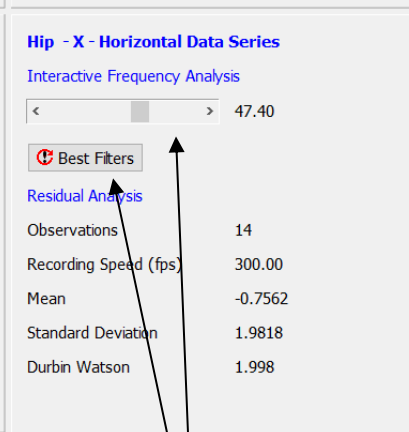 Hip - X - Horizontal Data Series
Interactive Frequency Analysis
47.40
Best Filters
Residual Analysis
Observations 14
Recording Speed (fps) 300.00
Mean -0.7562
Standard Deviation 1.9818
Durbin Watson 1.998